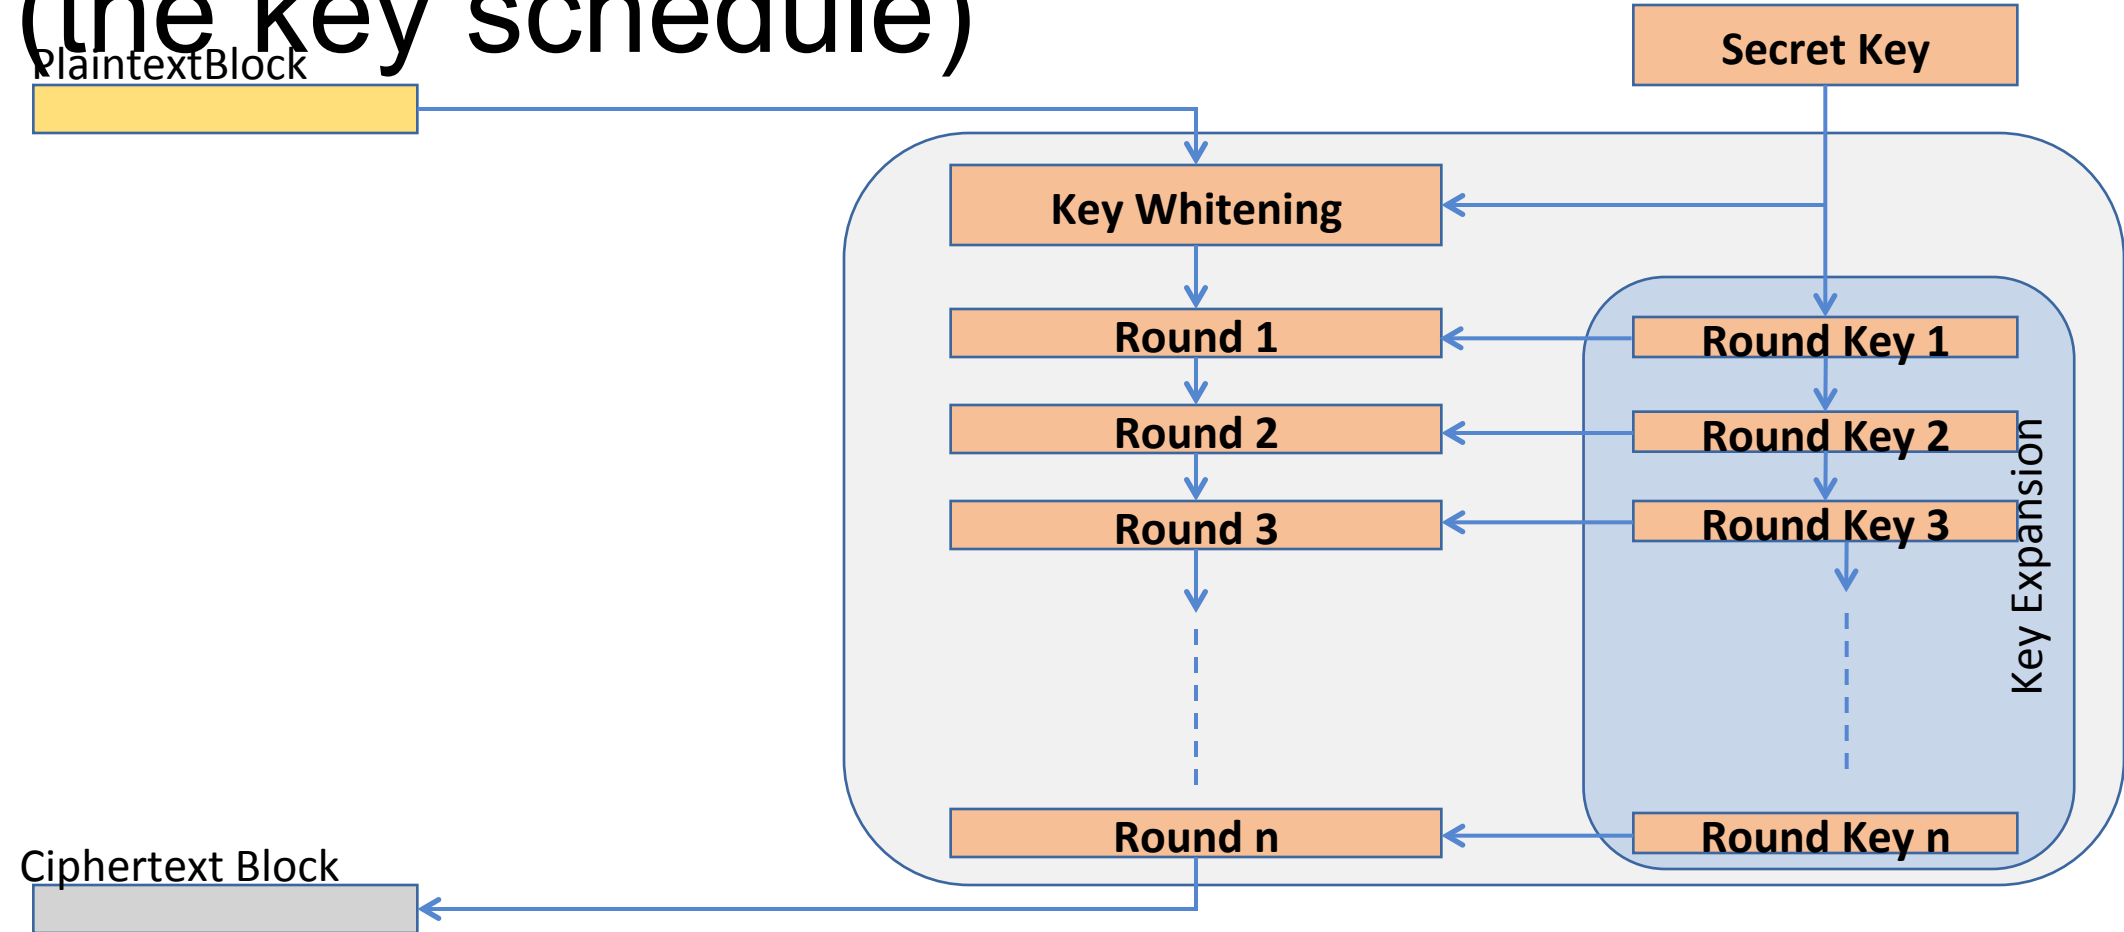 (the key schedule)
PlaintextBlock
Secret Key
Key Whitening
Round 1
Round Key 1
Round 2
Round Key 2
Round 3
Round Key 3
Key Expansion
Round n
Round Key n
Ciphertext Block